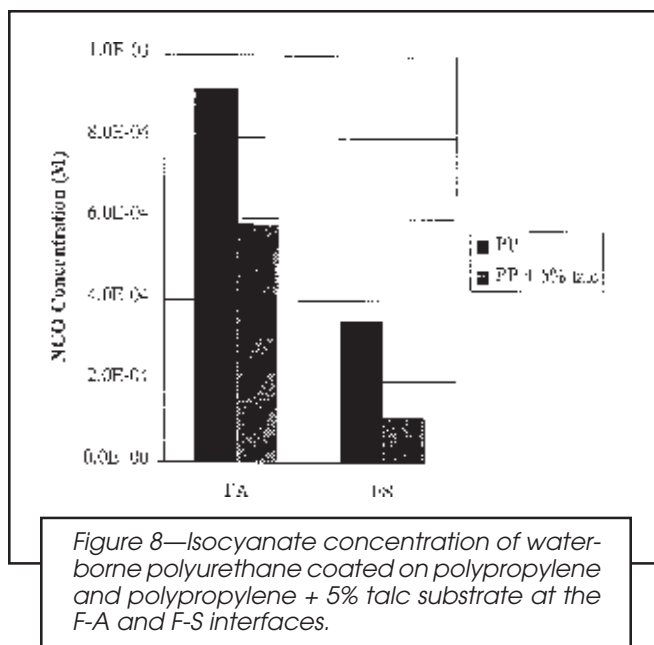 1.0E-03
8.0E-04
6.0E-04
4.0E-04
2.0E-04
0.0E+00
NCO Concentration (M)
PP
PP + 5% talc
FA
FS
Figure 8—Isocyanate concentration of water-
borne polyurethane coated on polypropylene
and polypropylene + 5% talc substrate at the
F-A and F-S interfaces.